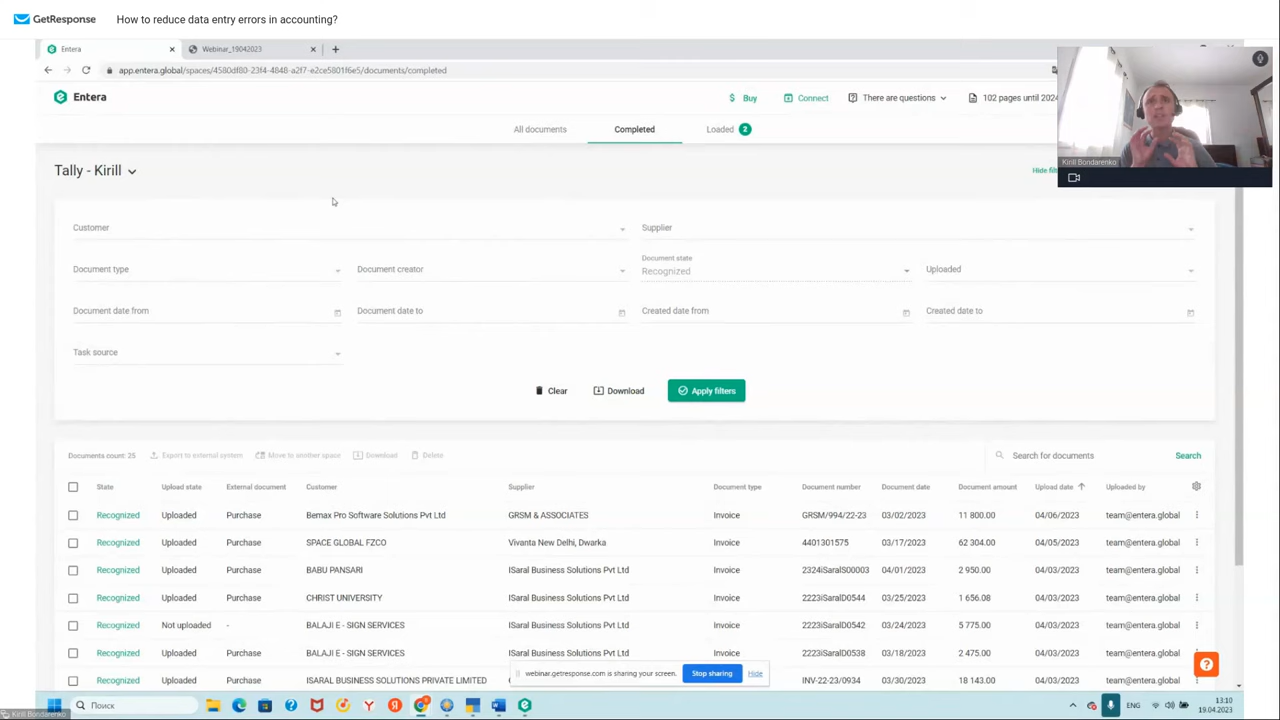 GetResponse How to reduce data entry errors in accounting?
Entera Webinar_19042023
app.entera.global/spaces/4580df80-23f4-4848-a2f7-e2ce5801f6e5/documents/completed
Entera Buy Connect There are questions 102 pages until 2024
All documents Completed Loaded 2
Tally - Kirill Hide
Customer Supplier
Document type Document creator Document state Recognized Uploaded
Document date from Document date to Created date from Created date to
Task source
Clear Download Apply filters
Documents count: 25 Export to external system Move to another space Download Delete Search for documents Search
State Upload state External document Customer Supplier Document type Document number Document date Document amount Upload date Uploaded by
Recognized Uploaded Purchase Bemax Pro Software Solutions Pvt Ltd GRSM & ASSOCIATES Invoice GRSM/994/22-23 03/02/2023 11 800.00 04/06/2023 team@entera.global
Recognized Uploaded Purchase SPACE GLOBAL FZCO Vivanta New Delhi, Dwarka Invoice 4401301575 03/17/2023 62 304.00 04/05/2023 team@entera.global
Recognized Uploaded Purchase BABU PANSARI ISaral Business Solutions Pvt Ltd Invoice 2324iSaralS00003 04/01/2023 2 950.00 04/03/2023 team@entera.global
Recognized Uploaded Purchase CHRIST UNIVERSITY ISaral Business Solutions Pvt Ltd Invoice 2223iSaralD0544 03/25/2023 1 656.08 04/03/2023 team@entera.global
Recognized Not uploaded - BALAJI E - SIGN SERVICES ISaral Business Solutions Pvt Ltd Invoice 2223iSaralD0542 03/24/2023 5 775.00 04/03/2023 team@entera.global
Recognized Uploaded Purchase BALAJI E - SIGN SERVICES ISaral Business Solutions Pvt Ltd Invoice 2223iSaralD0538 03/18/2023 5 775.00 04/03/2023 team@entera.global
Recognized Uploaded Purchase ISARAL BUSINESS SOLUTIONS PRIVATE LIMITED INV-22-23/0934 03/30/2023 18 143.00 04/03/2023 team@entera.global
webinar.getresponse.com is sharing your screen. Stop sharing Hide
Kirill Bondarenko
Поиск ENG 13:10
19.04.2023
Kirill Bondarenko